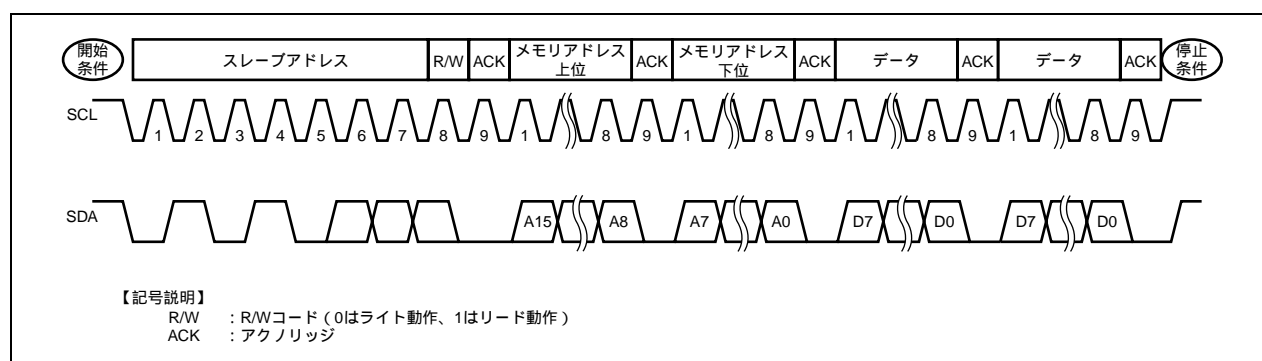 開始
条件
スレーブアドレス
R/W
ACK
メモリアドレス
上位
ACK
メモリアドレス
下位
ACK
データ
ACK
データ
ACK
停止
条件
SCL
1 2 3 4 5 6 7 8 9 1 8 9 1 8 9 1 8 9 1 8 9
SDA
A15 A8 A7 A0 D7 D0 D7 D0
【記号説明】
R/W :R/Wコード(0はライト動作、1はリード動作)
ACK :アクノリッジ